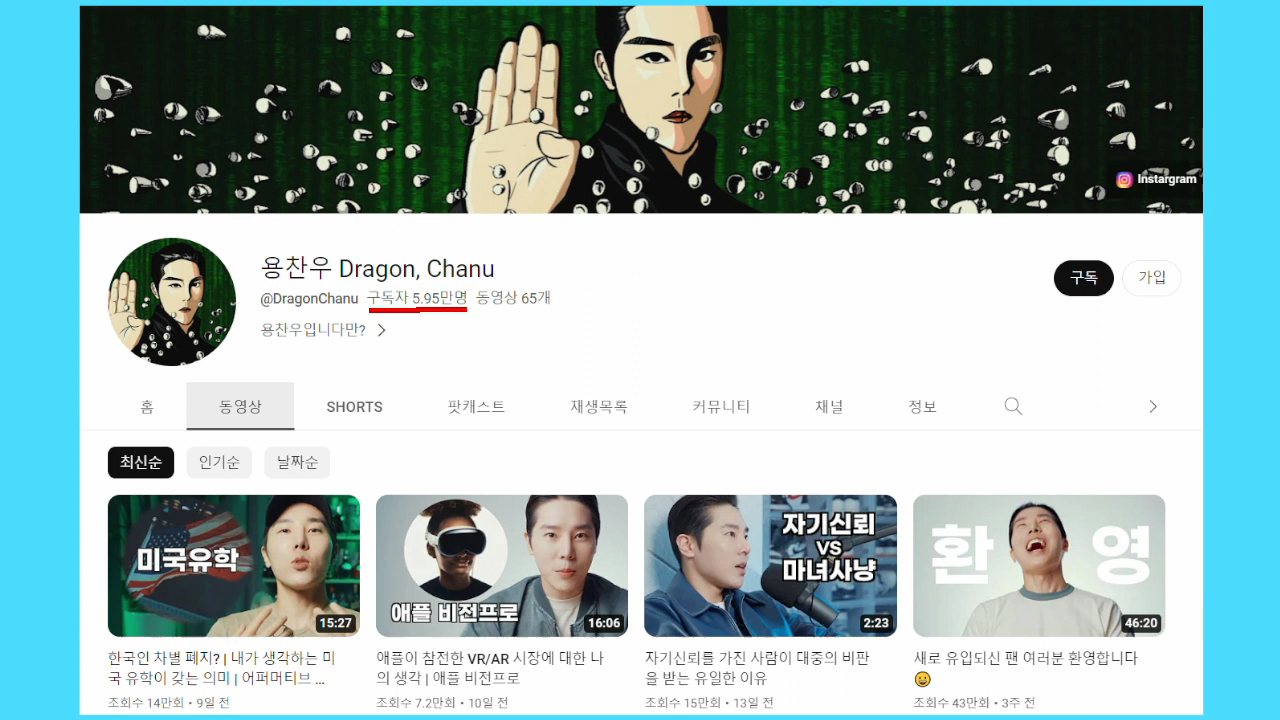 Instargram
용찬우 Dragon, Chanu
구독
가입
@DragonChanu 구독자 5.95만명 동영상 65개
용찬우입니다만?
홈 동영상 SHORTS 팟캐스트 재생목록 커뮤니티 채널 정보
최신순 인기순 날짜순
미국유학
15:27
애플 비전프로
16:06
자기신뢰
VS
마녀사냥
2:23
환 영
46:20
한국인 차별 폐지? | 내가 생각하는 미
국 유학이 갖는 의미 | 어퍼머티브 ...
조회수 14만회 • 9일 전
애플이 참전한 VR/AR 시장에 대한 나
의 생각 | 애플 비전프로
조회수 7.2만회 • 10일 전
자기신뢰를 가진 사람이 대중의 비판
을 받는 유일한 이유
조회수 15만회 • 13일 전
새로 유입되신 팬 여러분 환영합니다
조회수 43만회 • 3주 전